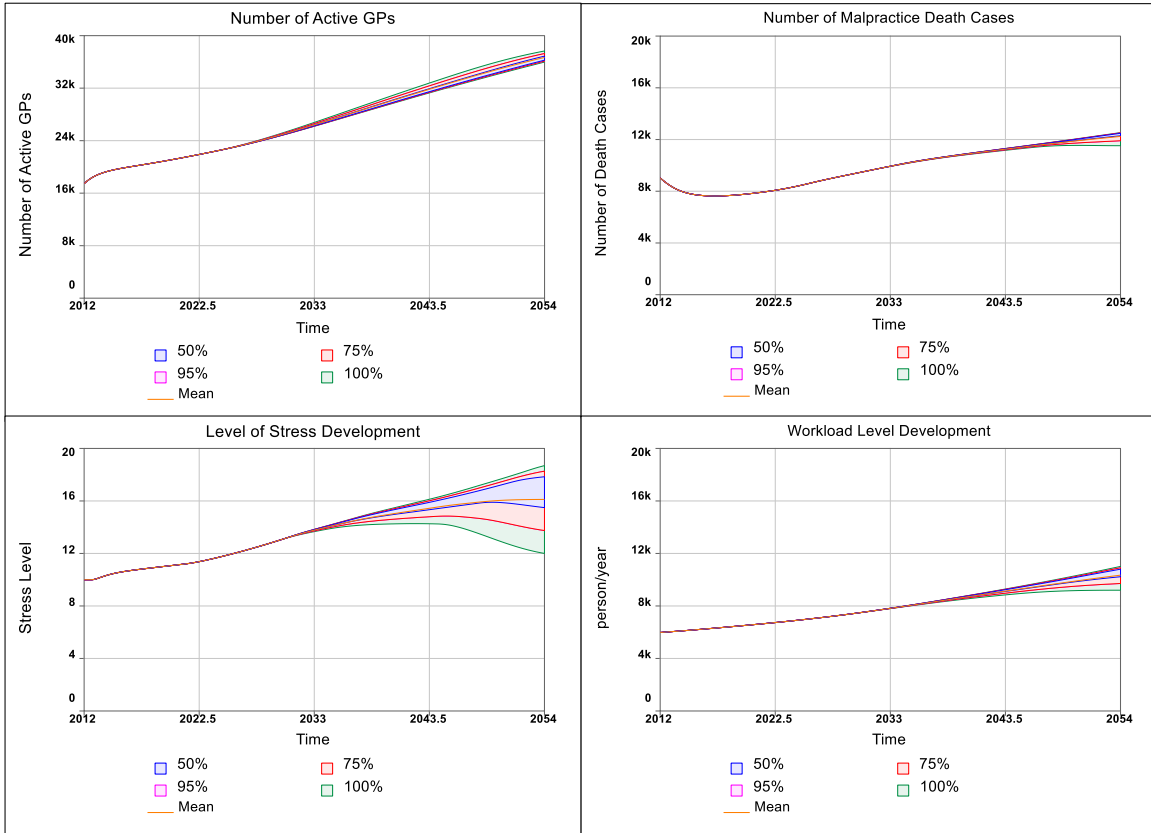 Number of Active GPs
Number of Active GPs
40k
32k
24k
16k
8k
0
2012 2022.5 2033 2043.5 2054
Time
50% 75%
95% 100%
Mean
Number of Malpractice Death Cases
Number of Death Cases
20k
16k
12k
8k
4k
0
2012 2022.5 2033 2043.5 2054
Time
50% 75%
95% 100%
Mean
Level of Stress Development
Stress Level
20
16
12
8
4
0
2012 2022.5 2033 2043.5 2054
Time
50% 75%
95% 100%
Mean
Workload Level Development
person/year
20k
16k
12k
8k
4k
0
2012 2022.5 2033 2043.5 2054
Time
50% 75%
95% 100%
Mean